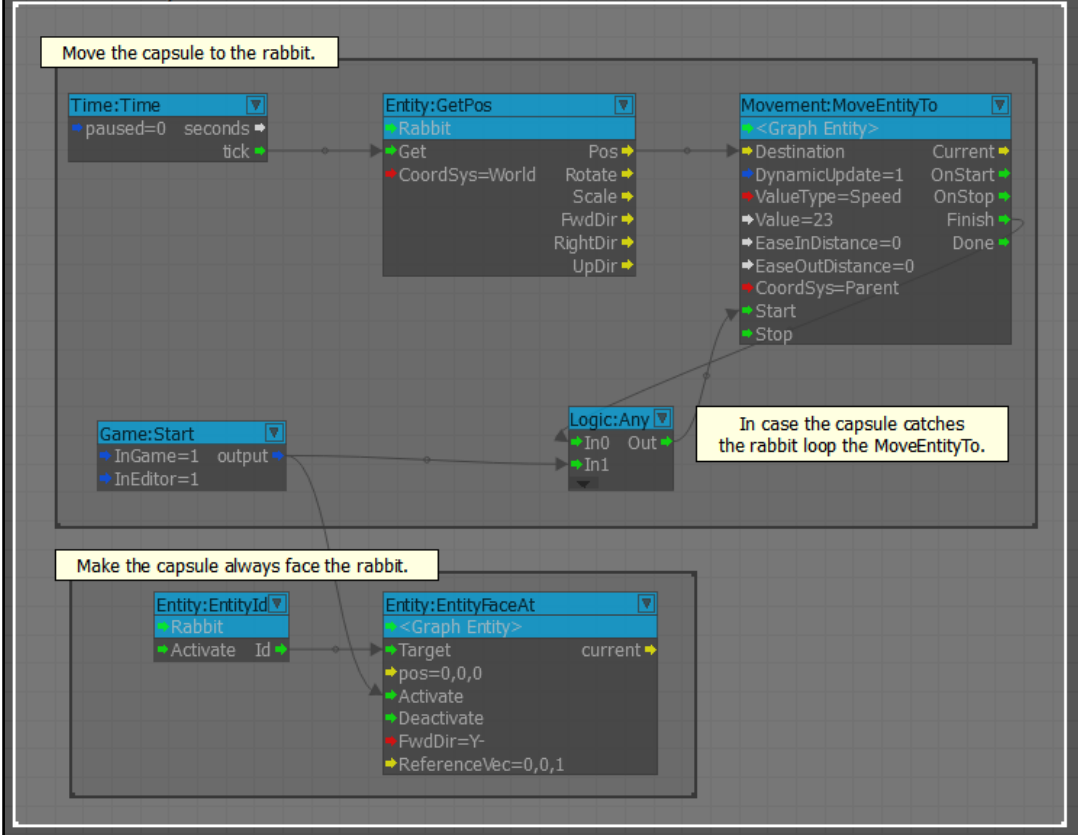 Move the capsule to the rabbit.
Time:Time
paused=0 seconds
tick
Entity:GetPos
Rabbit
Get Pos
CoordSys=World Rotate
Scale
FwdDir
RightDir
UpDir
Movement:MoveEntityTo
<Graph Entity>
Destination Current
DynamicUpdate=1 OnStart
ValueType=Speed OnStop
Value=23 Finish
EaseInDistance=0 Done
EaseOutDistance=0
CoordSys=Parent
Start
Stop
Game:Start
InGame=1 output
InEditor=1
Logic:Any
In0 Out
In1
In case the capsule catches
the rabbit loop the MoveEntityTo.
Make the capsule always face the rabbit.
Entity:EntityId
Rabbit
Activate Id
Entity:EntityFaceAt
<Graph Entity>
Target current
pos=0,0,0
Activate
Deactivate
FwdDir=Y-
ReferenceVec=0,0,1